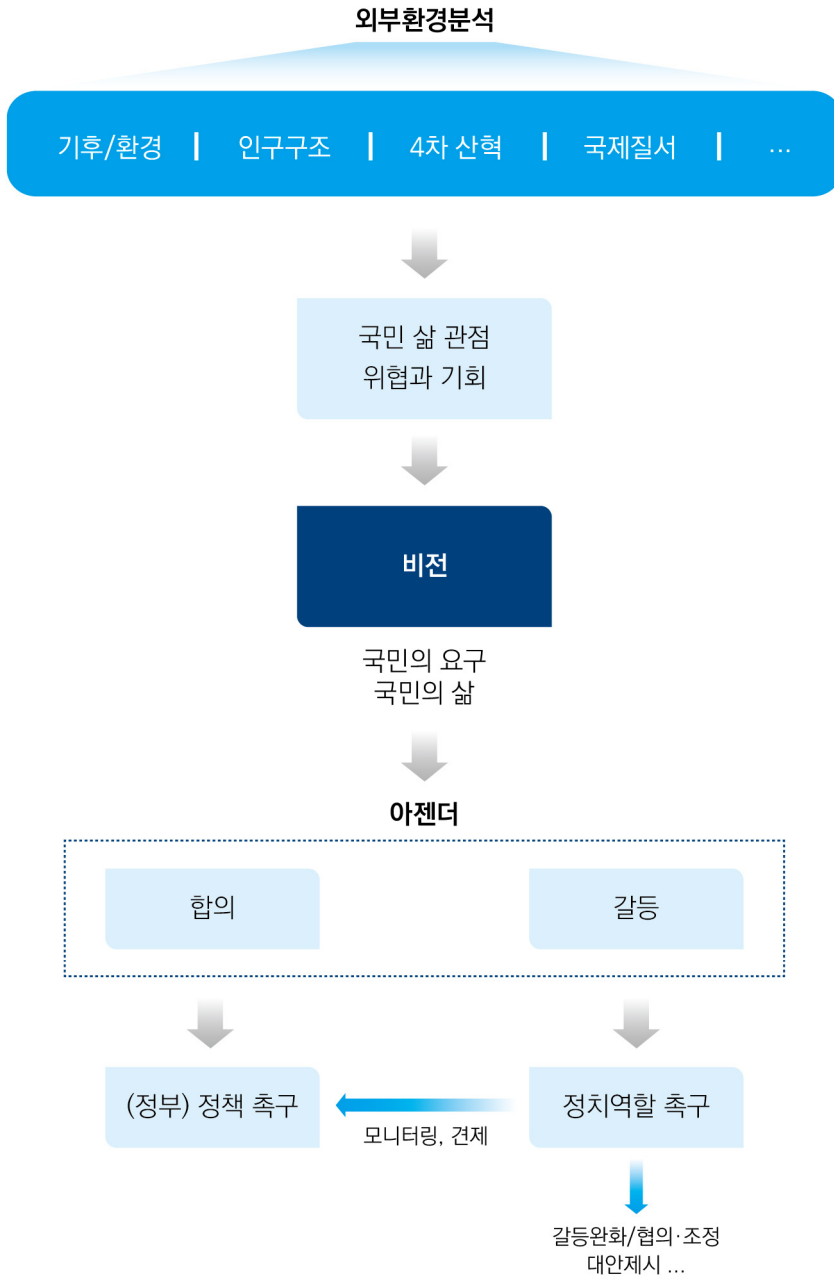 외부환경분석
기후/환경 | 인구구조 | 4차 산혁 | 국제질서 | ...
국민 삶 관점
위협과 기회
비전
국민의 요구
국민의 삶
아젠더
합의
갈등
(정부) 정책 촉구
정치역할 촉구
모니터링, 견제
갈등완화/협의·조정
대안제시 ...